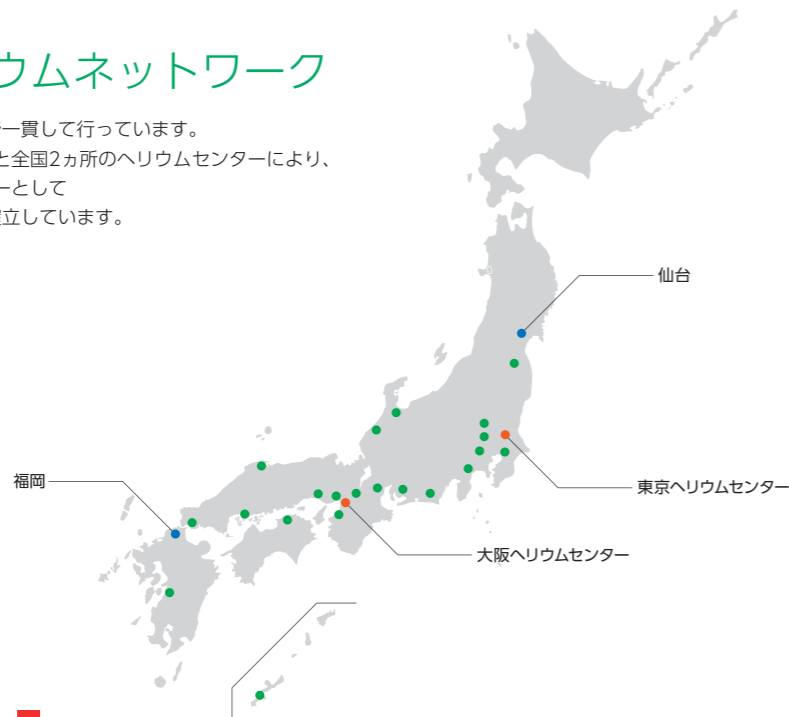 ウムネットワーク
一貫して行っています。
と全国2ヵ所のヘリウムセンターにより、
ーとして
立しています。
仙台
福岡
東京ヘリウムセンター
大阪ヘリウムセンター